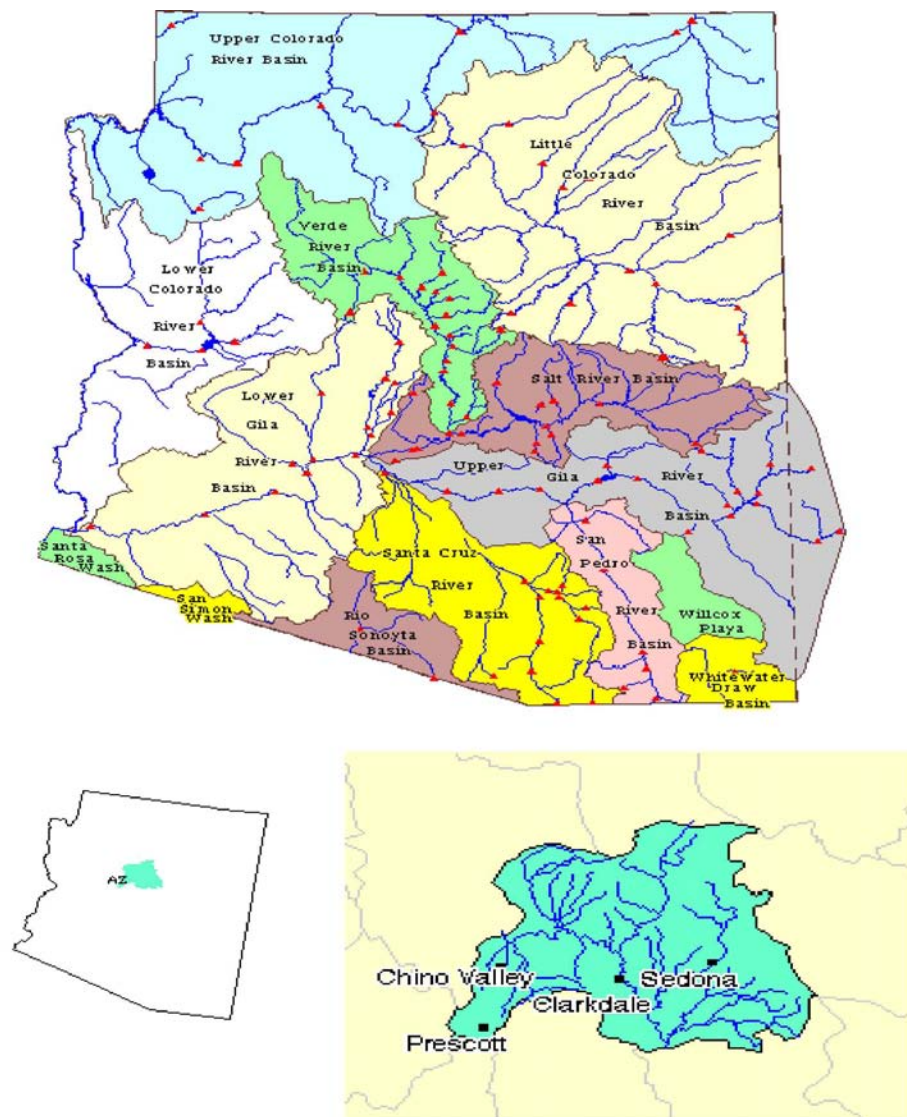 Upper Colorado
River Basin
Little
Colorado
River
Basin
Verde
River
Basin
Lower
Colorado
River
Basin
Salt River Basin
Lower
Gila
River
Basin
Upper Gila River
Basin
Santa
Rosa
Wash
San
Simon
Wash
Rio
Sonoyta
Basin
Santa Cruz
River
Basin
San
Pedro
River
Basin
Willcox
Playa
Whitewater
Draw
Basin
AZ
Chino Valley
Sedona
Clarkdale
Prescott